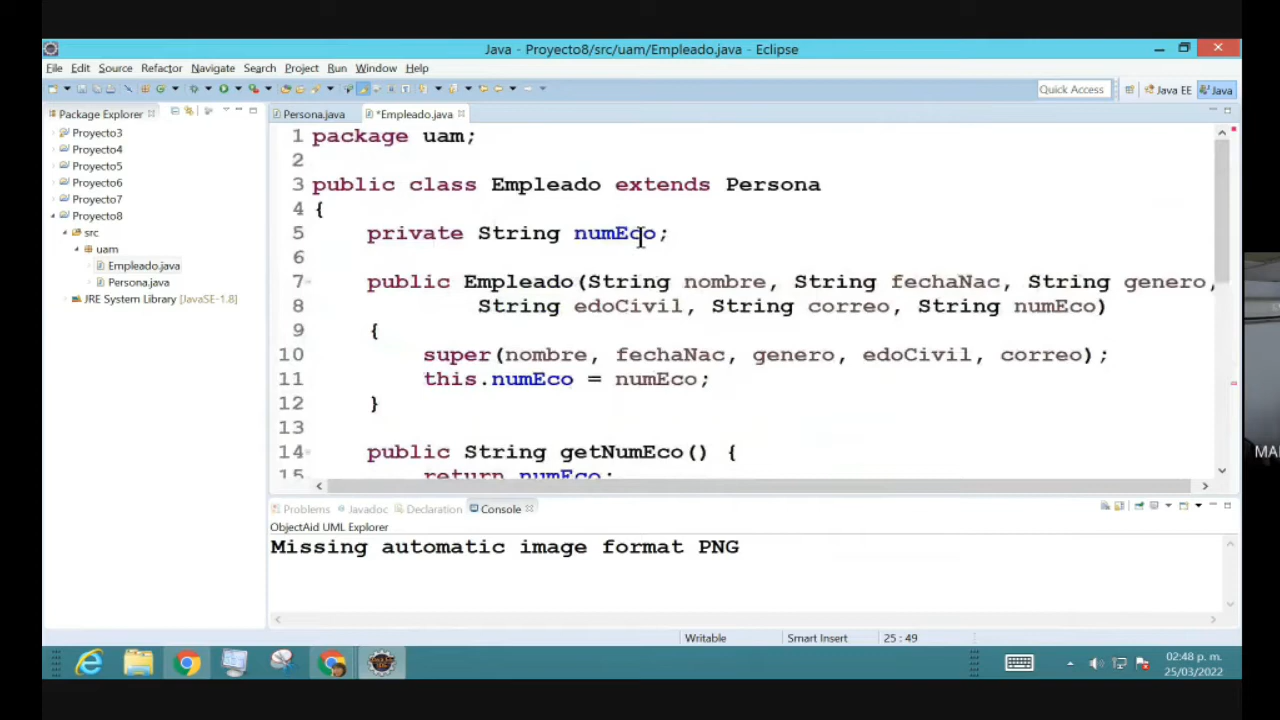 Java - Proyecto8/src/uam/Empleado.java - Eclipse
File Edit Source Refactor Navigate Search Project Run Window Help
Quick Access Java EE Java
Package Explorer Persona.java *Empleado.java
Proyecto3
Proyecto4
Proyecto5
Proyecto6
Proyecto7
Proyecto8
src
uam
Empleado.java
Persona.java
JRE System Library [JavaSE-1.8]
1 package uam;
2
3 public class Empleado extends Persona
4 {
5 private String numEco;
6
7 public Empleado(String nombre, String fechaNac, String genero,
8 String edoCivil, String correo, String numEco)
9 {
10 super(nombre, fechaNac, genero, edoCivil, correo);
11 this.numEco = numEco;
12 }
13
14 public String getNumEco() {
15 return numEco;
Problems Javadoc Declaration Console
ObjectAid UML Explorer
Missing automatic image format PNG
Writable Smart Insert 25 : 49
02:48 p. m.
25/03/2022